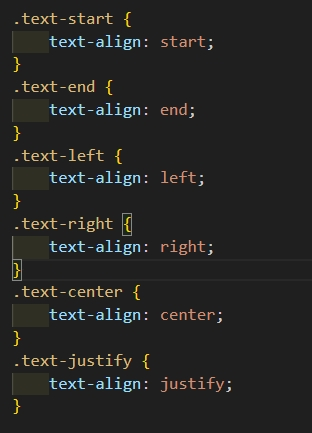 .text-start {
    text-align: start;
}
.text-end {
    text-align: end;
}
.text-left {
    text-align: left;
}
.text-right {
    text-align: right;
}
.text-center {
    text-align: center;
}
.text-justify {
    text-align: justify;
}